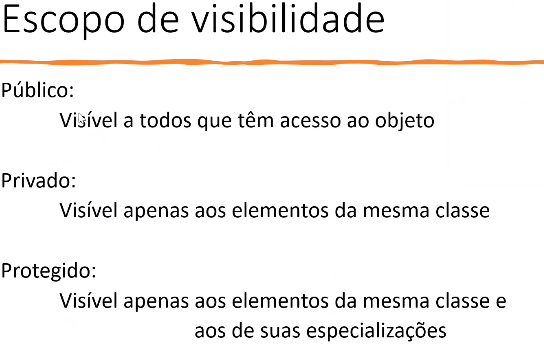 Escopo de visibilidade
Público:
Visível a todos que têm acesso ao objeto
Privado:
Visível apenas aos elementos da mesma classe
Protegido:
Visível apenas aos elementos da mesma classe e
aos de suas especializações